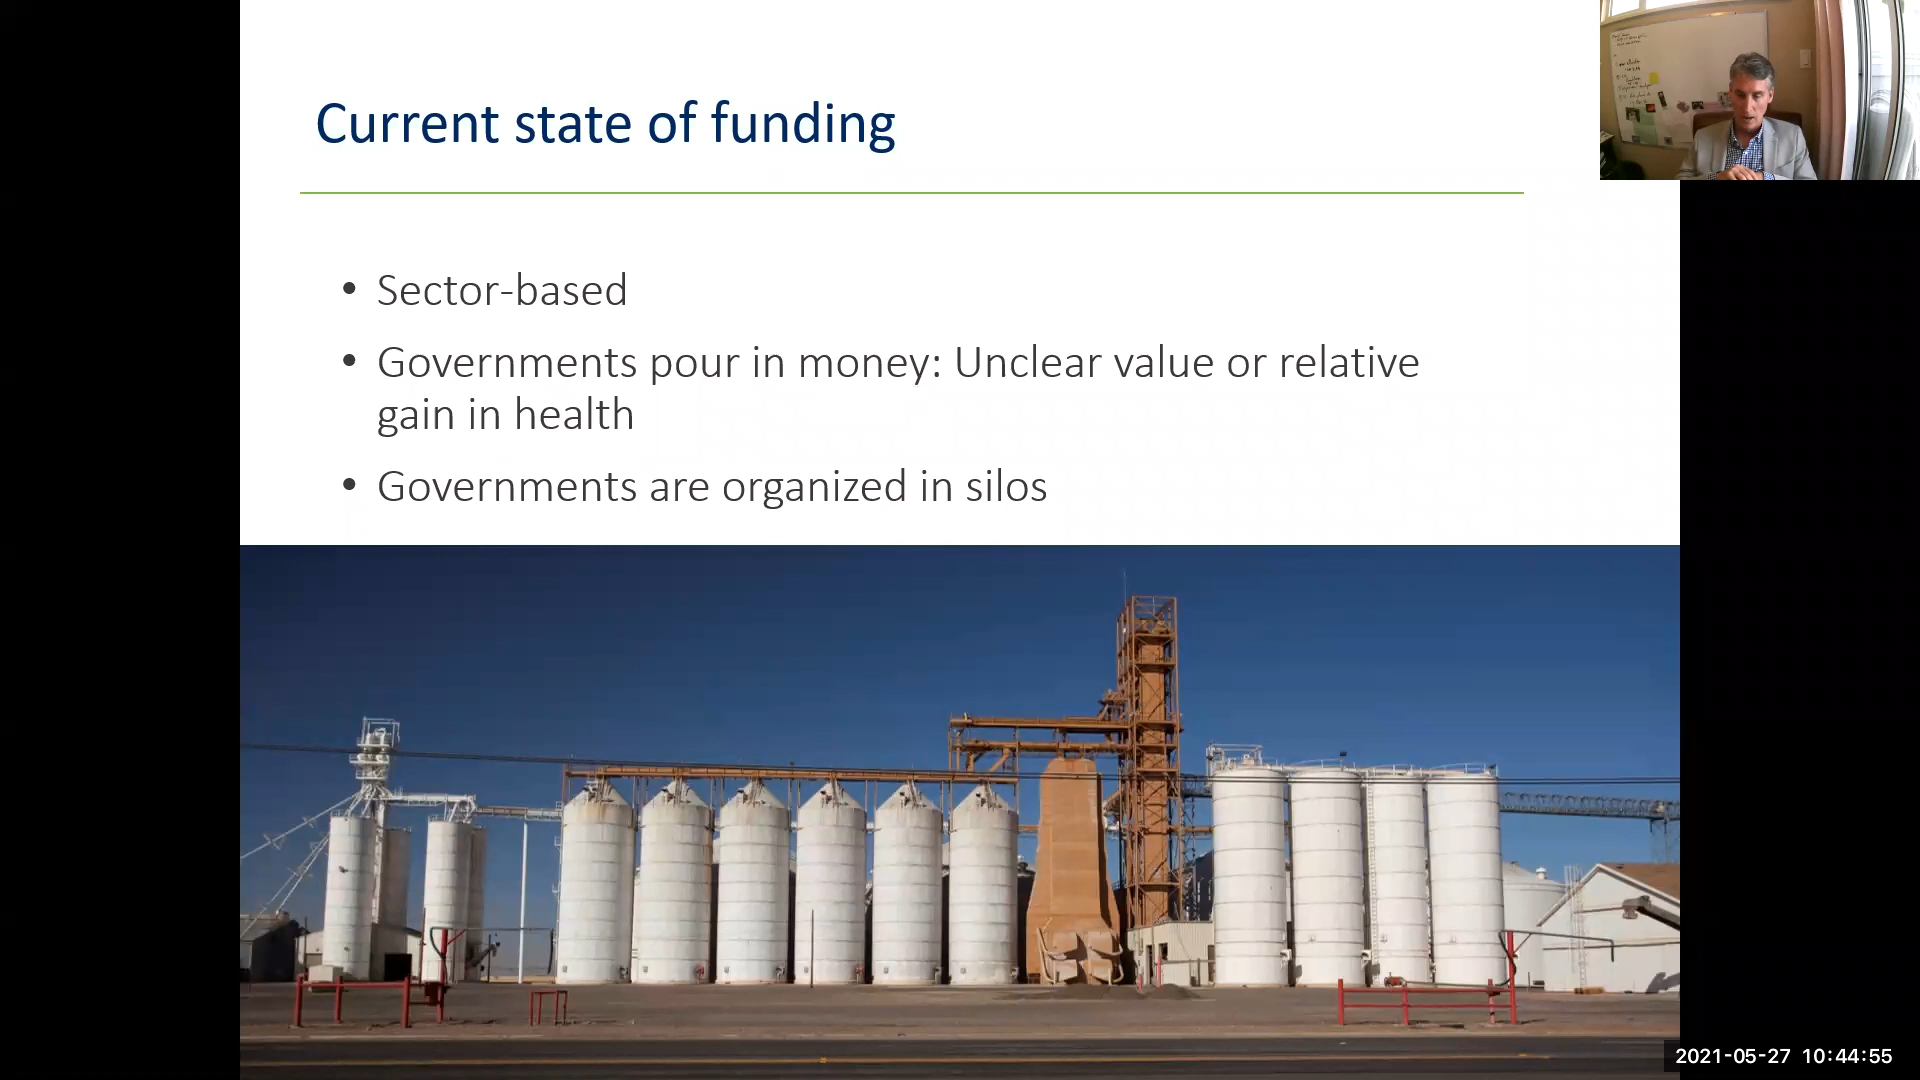 Current state of funding
• Sector-based
• Governments pour in money: Unclear value or relative
gain in health
• Governments are organized in silos
2021-05-27 10:44:55